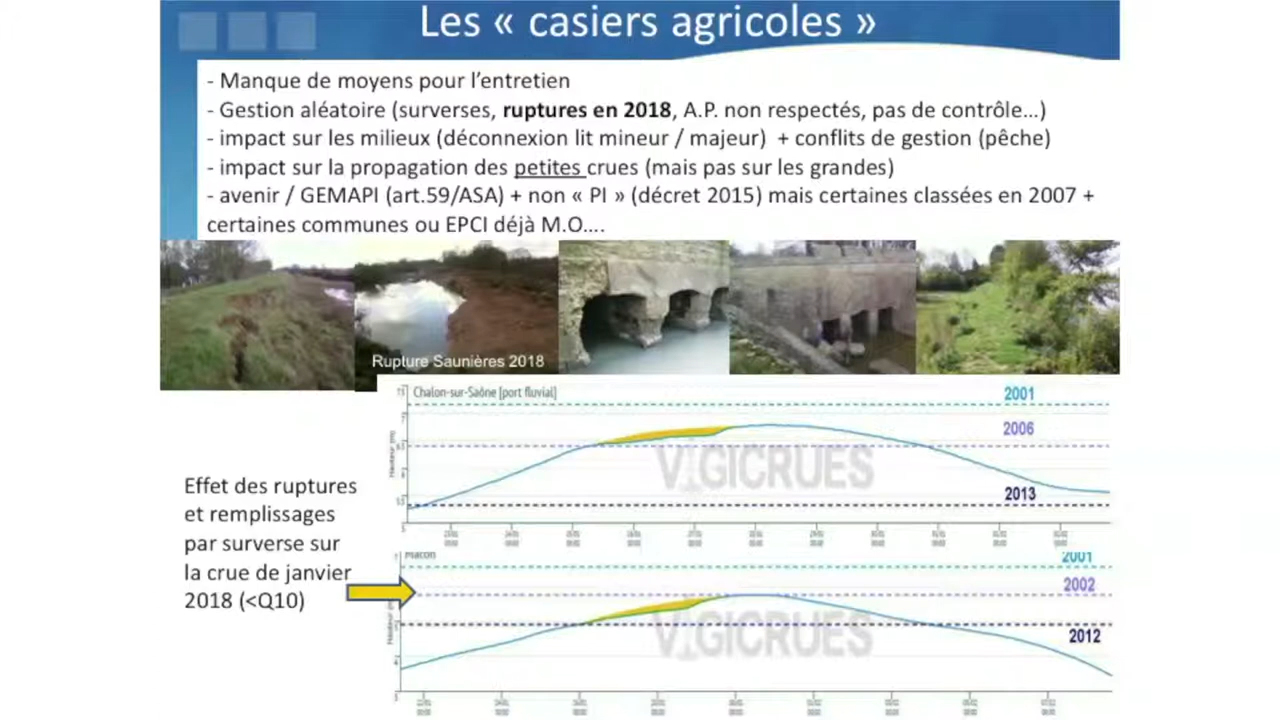 Les « casiers agricoles »
- Manque de moyens pour l'entretien
- Gestion aléatoire (surverses, ruptures en 2018, A.P. non respectés, pas de contrôle...)
- impact sur les milieux (déconnexion lit mineur / majeur) + conflits de gestion (pêche)
- impact sur la propagation des petites crues (mais pas sur les grandes)
- avenir / GEMAPI (art.59/ASA) + non « PI » (décret 2015) mais certaines classées en 2007 +
certaines communes ou EPCI déjà M.O....
Rupture Saunières 2018
Chalon-sur-Saône [port fluvial]
2001
2006
VIGICRUES
2013
Effet des ruptures
et remplissages
par surverse sur
la crue de janvier
2018 (<Q10)
Macon
2001
2002
VIGICRUES
2012